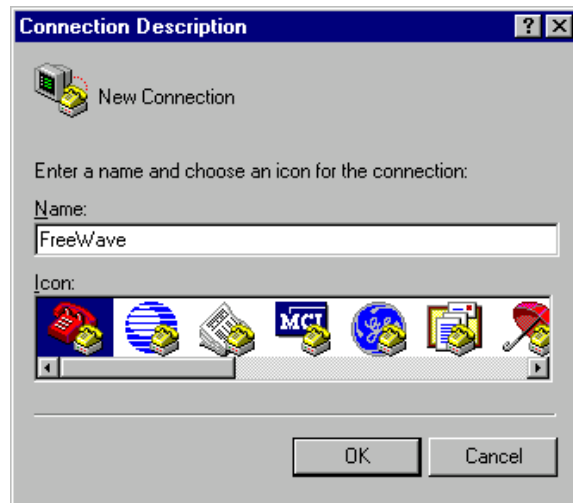 Connection Description
New Connection
Enter a name and choose an icon for the connection:
Name:
FreeWave
Icon:
MCI
OK Cancel